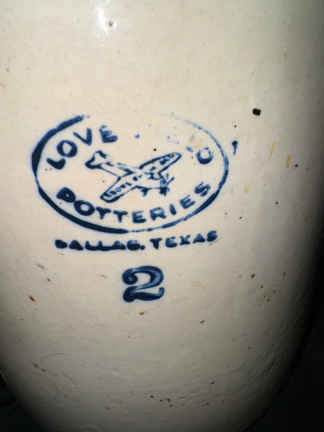 LOVE
POTTERIES
DALLAS, TEXAS
2